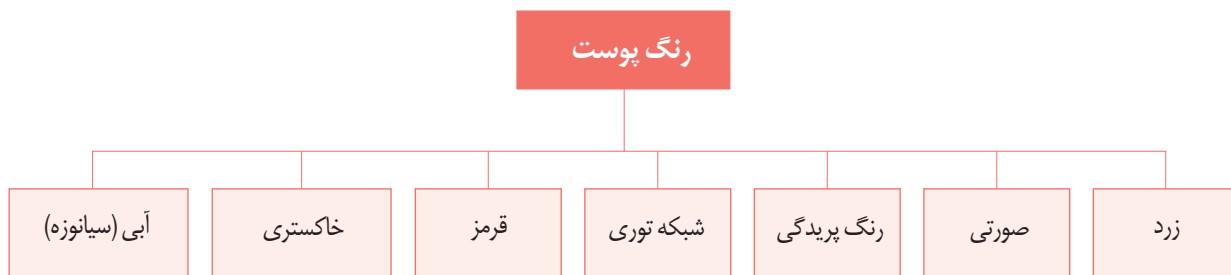 رنگ پوست
زرد
صورتی
رنگ پریدگی
شبکه توری
قرمز
خاکستری
آبی (سیانوزه)